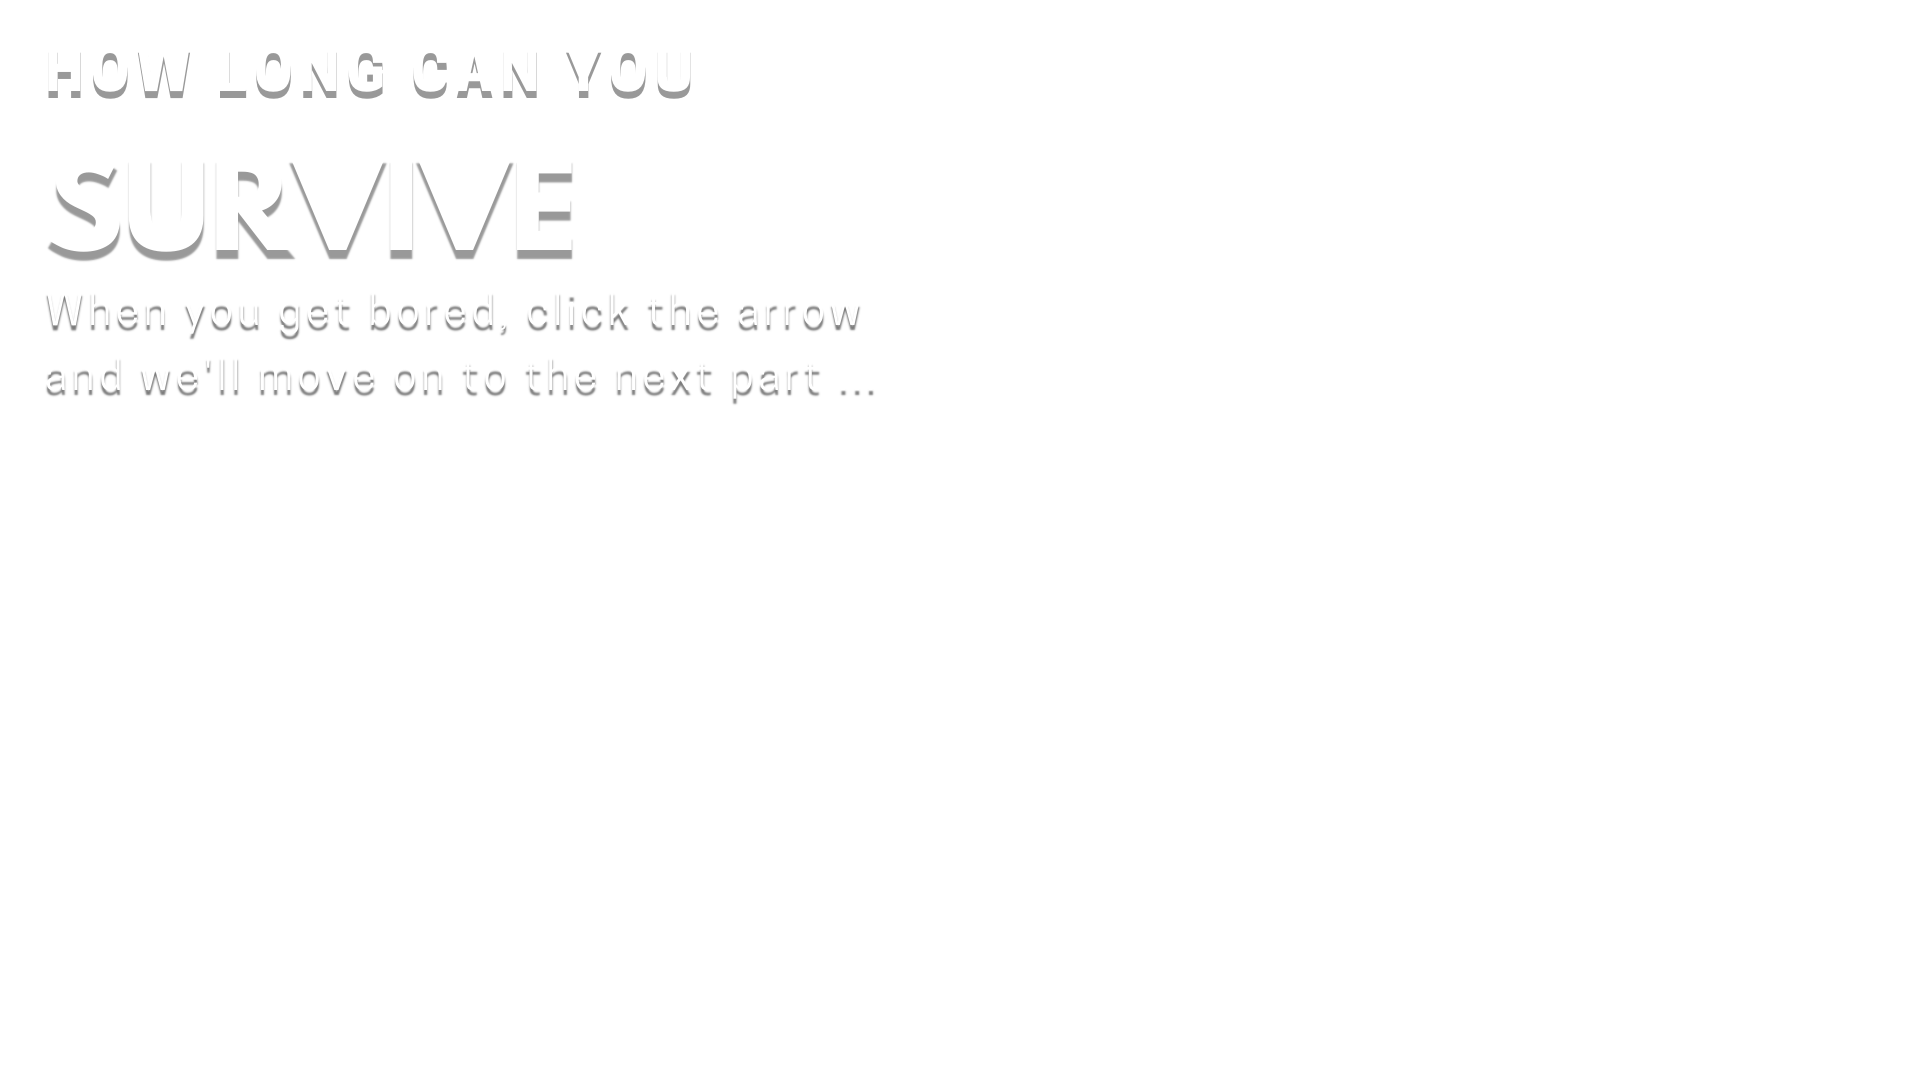 HOW LONG CAN YOU
SURVIVE
When you get bored, click the arrow
and we'll move on to the next part ...